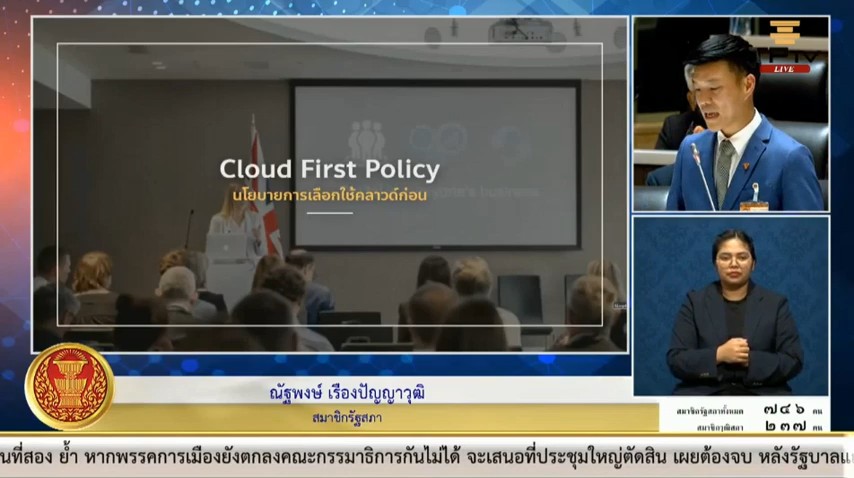 Cloud First Policy
นโยบายการเลือกใช้คลาวด์ก่อน
LIVE
ณัฐพงษ์ เรืองปัญญาวุฒิ
สมาชิกรัฐสภา
สมาชิกรัฐสภาทั้งหมด ๗๔๖ คน
สมาชิกวุฒิสภา ๒๓๗ คน
นที่สอง ย้ำ หากพรรคการเมืองยังตกลงคณะกรรมาธิการกันไม่ได้ จะเสนอที่ประชุมใหญ่ตัดสิน เผยต้องจบ หลังรัฐบาลแ